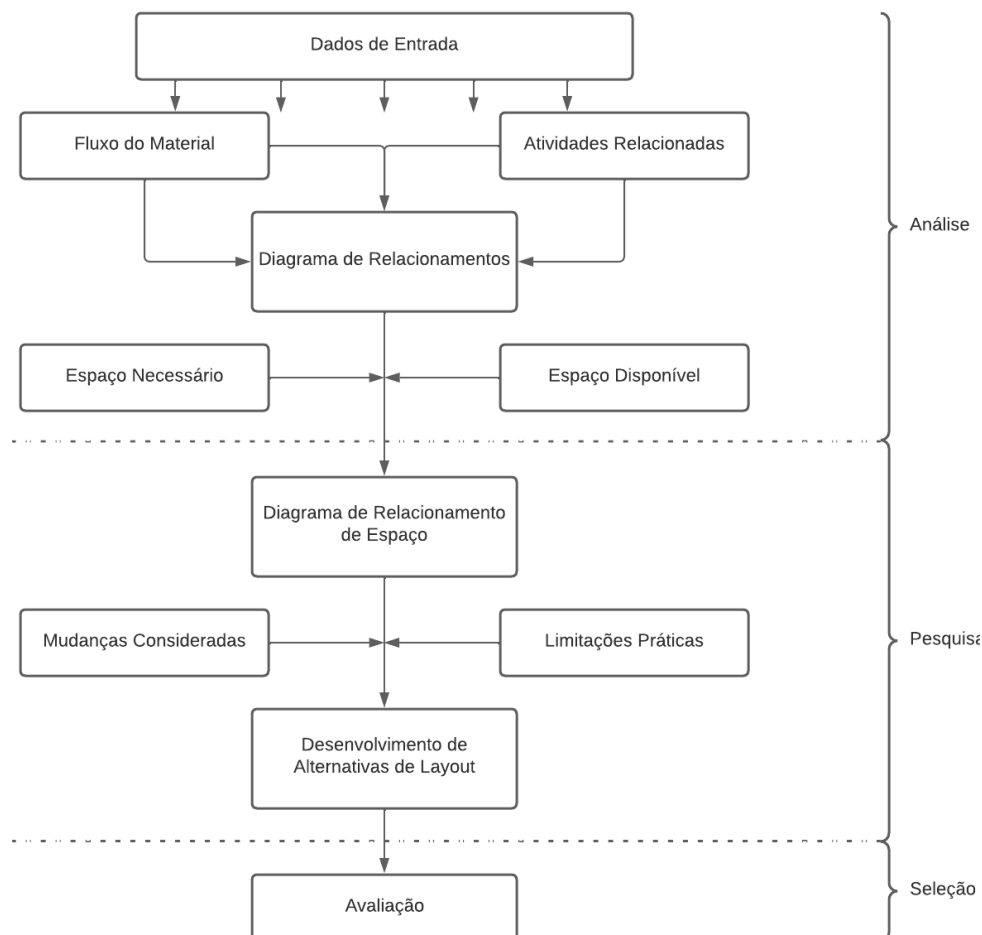 Dados de Entrada
Fluxo do Material
Atividades Relacionadas
Análise
Diagrama de Relacionamentos
Espaço Necessário
Espaço Disponível
Diagrama de Relacionamento
de Espaço
Mudanças Consideradas
Limitações Práticas
Pesquisa
Desenvolvimento de
Alternativas de Layout
Avaliação
Seleção